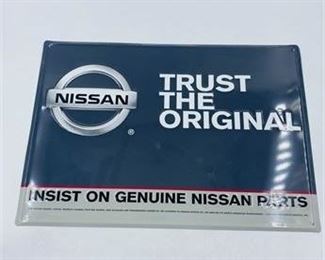 NISSAN
®
TRUST
THE
ORIGINAL
INSIST ON GENUINE NISSAN PARTS